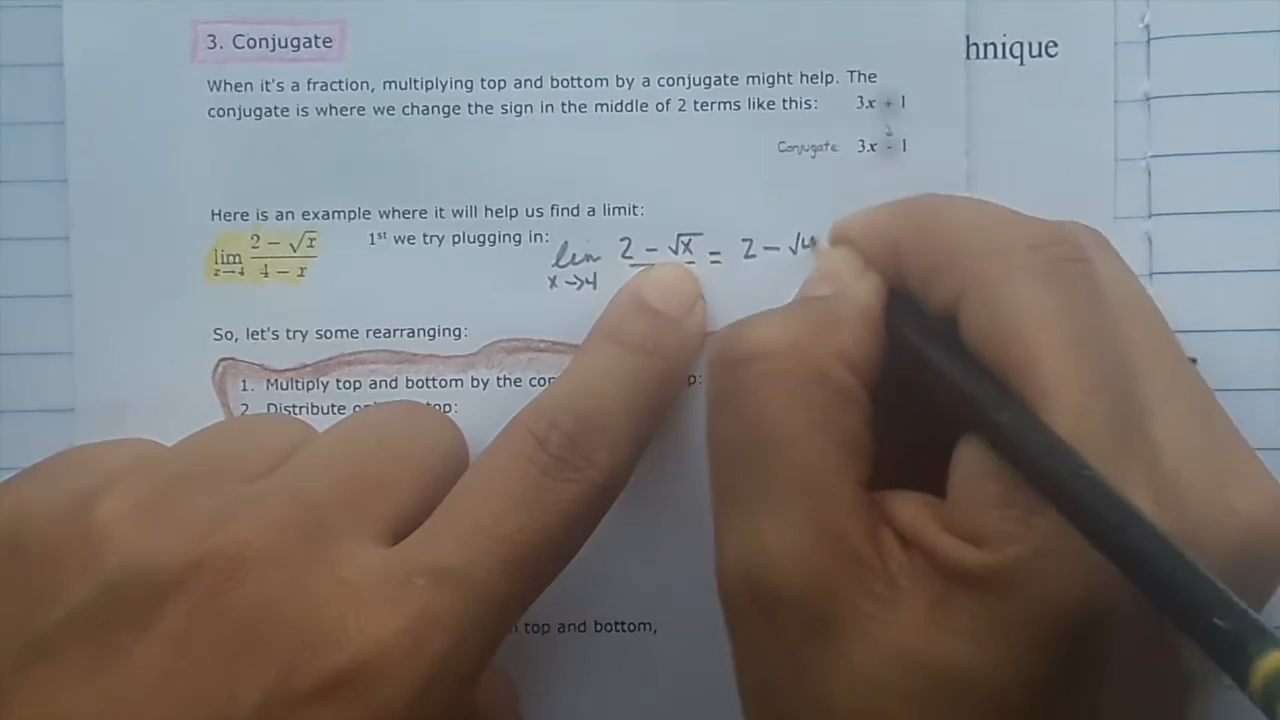 3. Conjugate
hnique
When it's a fraction, multiplying top and bottom by a conjugate might help. The
conjugate is where we change the sign in the middle of 2 terms like this: 3x + 1
Conjugate 3x - 1
Here is an example where it will help us find a limit:
lim x→4 (2 − √x)/(4 − x) 1st we try plugging in: lim x→4 2 − √x = 2 − √4
So, let's try some rearranging:
1. Multiply top and bottom by the p:
2. Distribute top:
top and bottom,